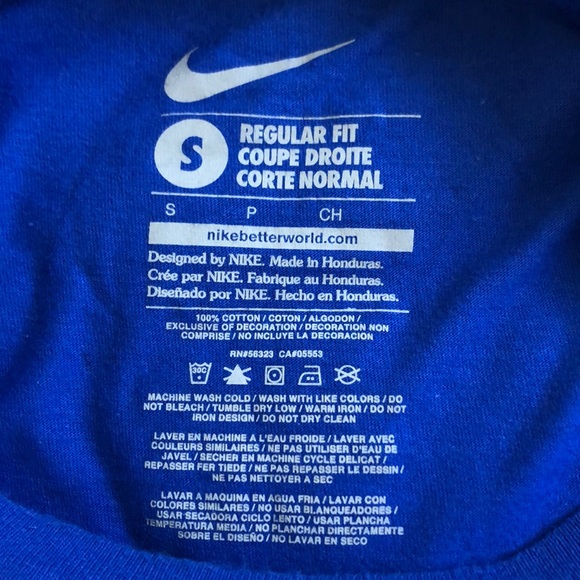 S
REGULAR FIT
COUPE DROITE
CORTE NORMAL
S P CH
nikebetterworld.com
Designed by NIKE. Made in Honduras.
Crée par NIKE. Fabrique au Honduras.
Diseñado por NIKE. Hecho en Honduras.
100% COTTON / COTON / ALGODON /
EXCLUSIVE OF DECORATION / DECORATION NON
COMPRISE / NO INCLUYE LA DECORACION
RN#56323 CA#05553
30C
MACHINE WASH COLD / WASH WITH LIKE COLORS / DO
NOT BLEACH / TUMBLE DRY LOW / WARM IRON / DO NOT
IRON DESIGN / DO NOT DRY CLEAN
LAVER EN MACHINE A L'EAU FROIDE / LAVER AVEC
COULEURS SIMILAIRES / NE PAS UTILISER D'EAU DE
JAVEL / SECHER EN MACHINE CYCLE DELICAT /
REPASSER FER TIEDE / NE PAS REPASSER LE DESSIN /
NE PAS NETTOYER A SEC
LAVAR A MAQUINA EN AGUA FRIA / LAVAR CON
COLORES SIMILARES / NO USAR BLANQUEADORES /
USAR SECADORA CICLO LENTO / USAR PLANCHA
TEMPERATURA MEDIA / NO PLANCHAR DIRECTAMENTE
SOBRE EL DISEÑO / NO LAVAR EN SECO